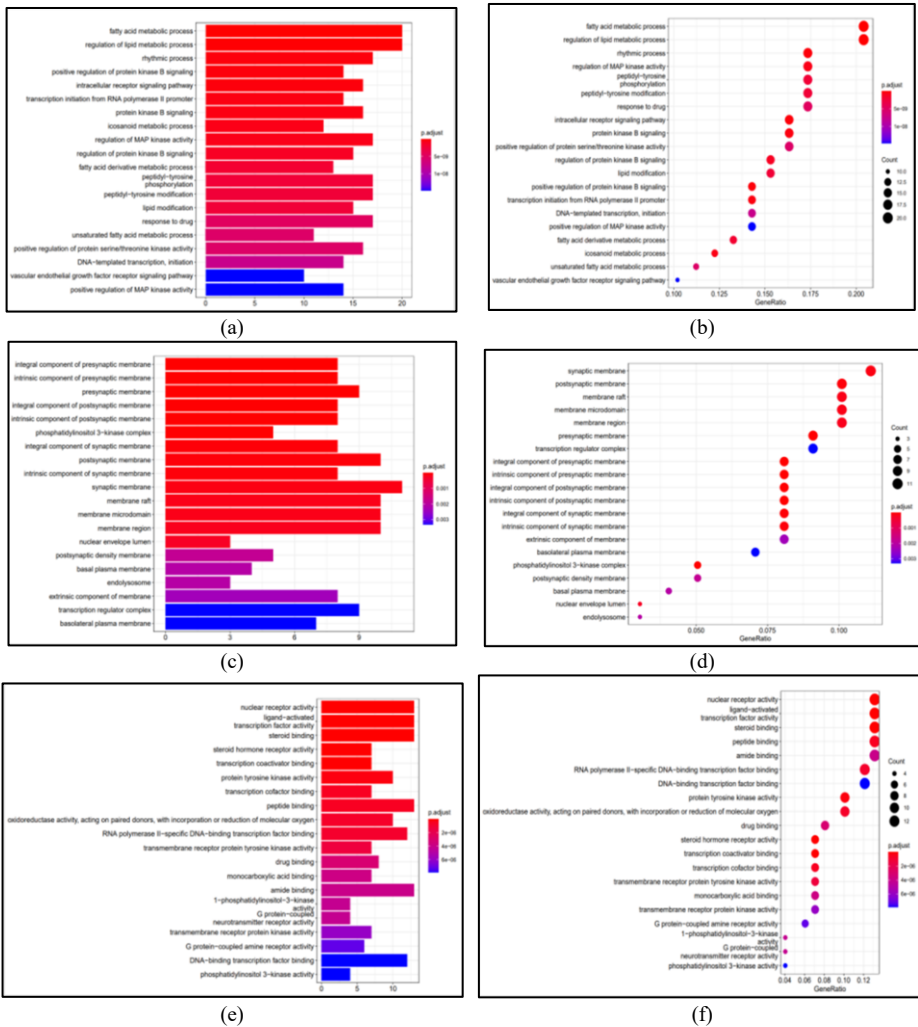 fatty acid metabolic process
regulation of lipid metabolic process
rhythmic process
positive regulation of protein kinase B signaling
intracellular receptor signaling pathway
transcription initiation from RNA polymerase II promoter
protein kinase B signaling
icosanoid metabolic process
regulation of MAP kinase activity
regulation of protein kinase B signaling
fatty acid derivative metabolic process
peptidyl-tyrosine
phosphorylation
peptidyl-tyrosine modification
lipid modification
response to drug
unsaturated fatty acid metabolic process
positive regulation of protein serine/threonine kinase activity
DNA-templated transcription, initiation
vascular endothelial growth factor receptor signaling pathway
positive regulation of MAP kinase activity
0 5 10 15 20
p.adjust
(a)
fatty acid metabolic process
regulation of lipid metabolic process
rhythmic process
regulation of MAP kinase activity
peptidyl-tyrosine
phosphorylation
peptidyl-tyrosine modification
response to drug
intracellular receptor signaling pathway
protein kinase B signaling
positive regulation of protein serine/threonine kinase activity
regulation of protein kinase B signaling
lipid modification
positive regulation of protein kinase B signaling
transcription initiation from RNA polymerase II promoter
DNA-templated transcription, initiation
positive regulation of MAP kinase activity
fatty acid derivative metabolic process
icosanoid metabolic process
unsaturated fatty acid metabolic process
vascular endothelial growth factor receptor signaling pathway
0.100 0.125 0.150 0.175 0.200
GeneRatio
p.adjust
Count
10.0
12.5
15.0
17.5
20.0
(b)
integral component of presynaptic membrane
intrinsic component of presynaptic membrane
presynaptic membrane
integral component of postsynaptic membrane
intrinsic component of postsynaptic membrane
phosphatidylinositol 3-kinase complex
integral component of synaptic membrane
postsynaptic membrane
intrinsic component of synaptic membrane
synaptic membrane
membrane raft
membrane microdomain
membrane region
nuclear envelope lumen
postsynaptic density membrane
basal plasma membrane
endolysosome
extrinsic component of membrane
transcription regulator complex
basolateral plasma membrane
0 3 6 9
p.adjust
0.001
0.002
0.003
(c)
synaptic membrane
postsynaptic membrane
membrane raft
membrane microdomain
membrane region
presynaptic membrane
transcription regulator complex
integral component of presynaptic membrane
intrinsic component of presynaptic membrane
integral component of postsynaptic membrane
intrinsic component of postsynaptic membrane
integral component of synaptic membrane
intrinsic component of synaptic membrane
extrinsic component of membrane
basolateral plasma membrane
phosphatidylinositol 3-kinase complex
postsynaptic density membrane
basal plasma membrane
nuclear envelope lumen
endolysosome
0.050 0.075 0.100
GeneRatio
Count
3
5
7
9
11
p.adjust
0.001
0.002
0.003
(d)
nuclear receptor activity
ligand-activated
transcription factor activity
steroid binding
steroid hormone receptor activity
transcription coactivator binding
protein tyrosine kinase activity
transcription cofactor binding
peptide binding
oxidoreductase activity, acting on paired donors, with incorporation or reduction of molecular oxygen
RNA polymerase II-specific DNA-binding transcription factor binding
transmembrane receptor protein tyrosine kinase activity
drug binding
monocarboxylic acid binding
amide binding
1-phosphatidylinositol-3-kinase
activity
G protein-coupled
neurotransmitter receptor activity
transmembrane receptor protein kinase activity
G protein-coupled amine receptor activity
DNA-binding transcription factor binding
phosphatidylinositol 3-kinase activity
0 5 10
p.adjust
2e-06
4e-06
6e-06
(e)
nuclear receptor activity
ligand-activated
transcription factor activity
steroid binding
peptide binding
amide binding
RNA polymerase II-specific DNA-binding transcription factor binding
DNA-binding transcription factor binding
protein tyrosine kinase activity
oxidoreductase activity, acting on paired donors, with incorporation or reduction of molecular oxygen
drug binding
steroid hormone receptor activity
transcription coactivator binding
transcription cofactor binding
transmembrane receptor protein tyrosine kinase activity
monocarboxylic acid binding
transmembrane receptor protein kinase activity
G protein-coupled amine receptor activity
1-phosphatidylinositol-3-kinase
activity
G protein-coupled
neurotransmitter receptor activity
phosphatidylinositol 3-kinase activity
0.04 0.06 0.08 0.10 0.12
GeneRatio
Count
4
6
8
10
12
p.adjust
2e-06
4e-06
6e-06
(f)